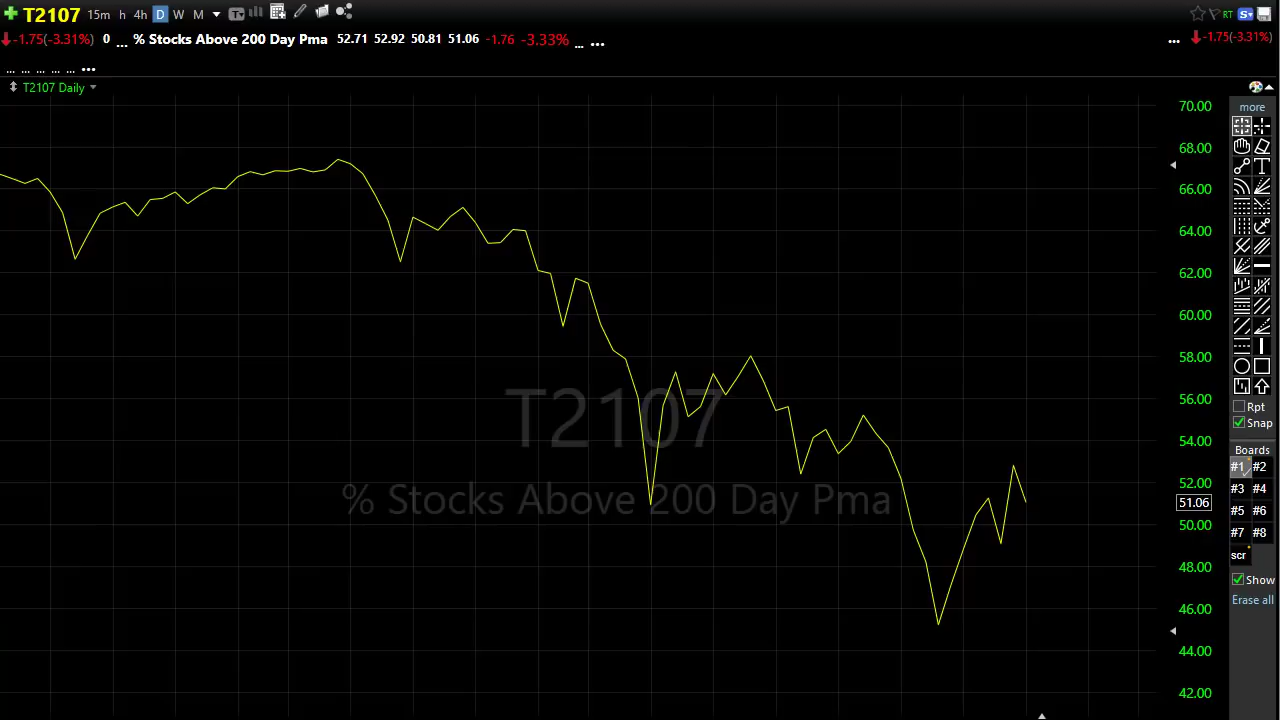 T2107 15m h 4h D W M T RT S
-1.75(-3.31%) 0 ... % Stocks Above 200 Day Pma 52.71 52.92 50.81 51.06 -1.76 -3.33% ... ... ... -1.75(-3.31%)
... ... ... ... ... ...
T2107 Daily
more
70.00
68.00
66.00
64.00
62.00
60.00
58.00
56.00
54.00
52.00
51.06
50.00
48.00
46.00
44.00
42.00
T2107
% Stocks Above 200 Day Pma
T
Rpt
Snap
Boards
#1 #2
#3 #4
#5 #6
#7 #8
scr
Show
Erase all